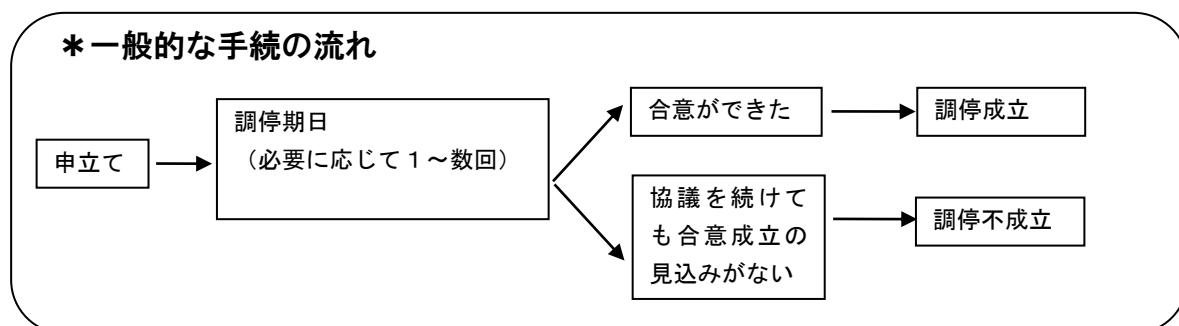 ＊一般的な手続の流れ
申立て
調停期日
（必要に応じて１～数回）
合意ができた
調停成立
協議を続けて
も合意成立の
見込みがない
調停不成立